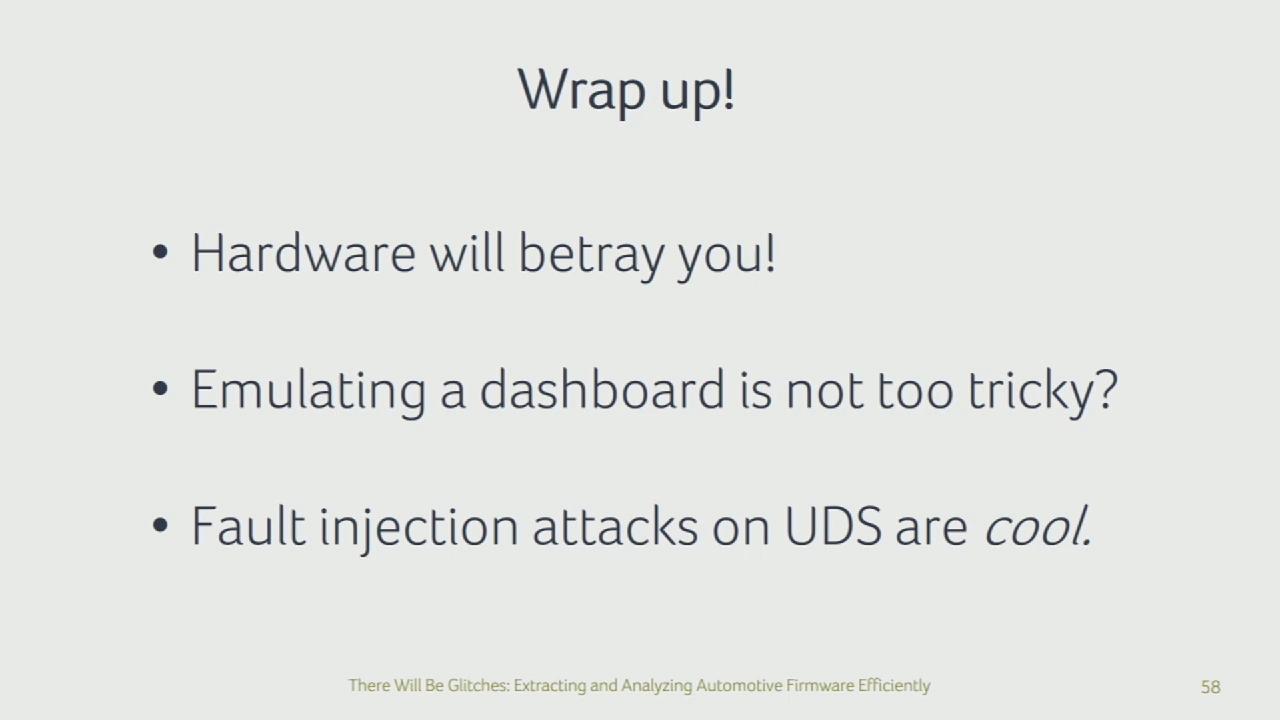 Wrap up!
• Hardware will betray you!
• Emulating a dashboard is not too tricky?
• Fault injection attacks on UDS are cool.
There Will Be Glitches: Extracting and Analyzing Automotive Firmware Efficiently
58